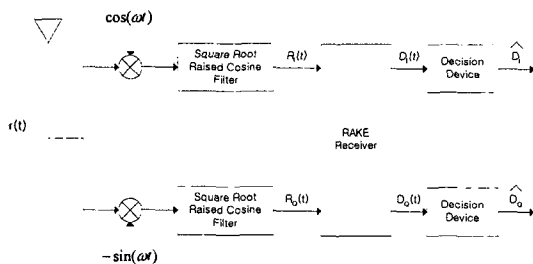 cos(ωt)
Square Root
Raised Cosine
Filter
R_I(t)
D_I(t)
Decision
Device
D̂_I
r(t)
RAKE
Receiver
Square Root
Raised Cosine
Filter
R_Q(t)
D_Q(t)
Decision
Device
D̂_Q
−sin(ωt)